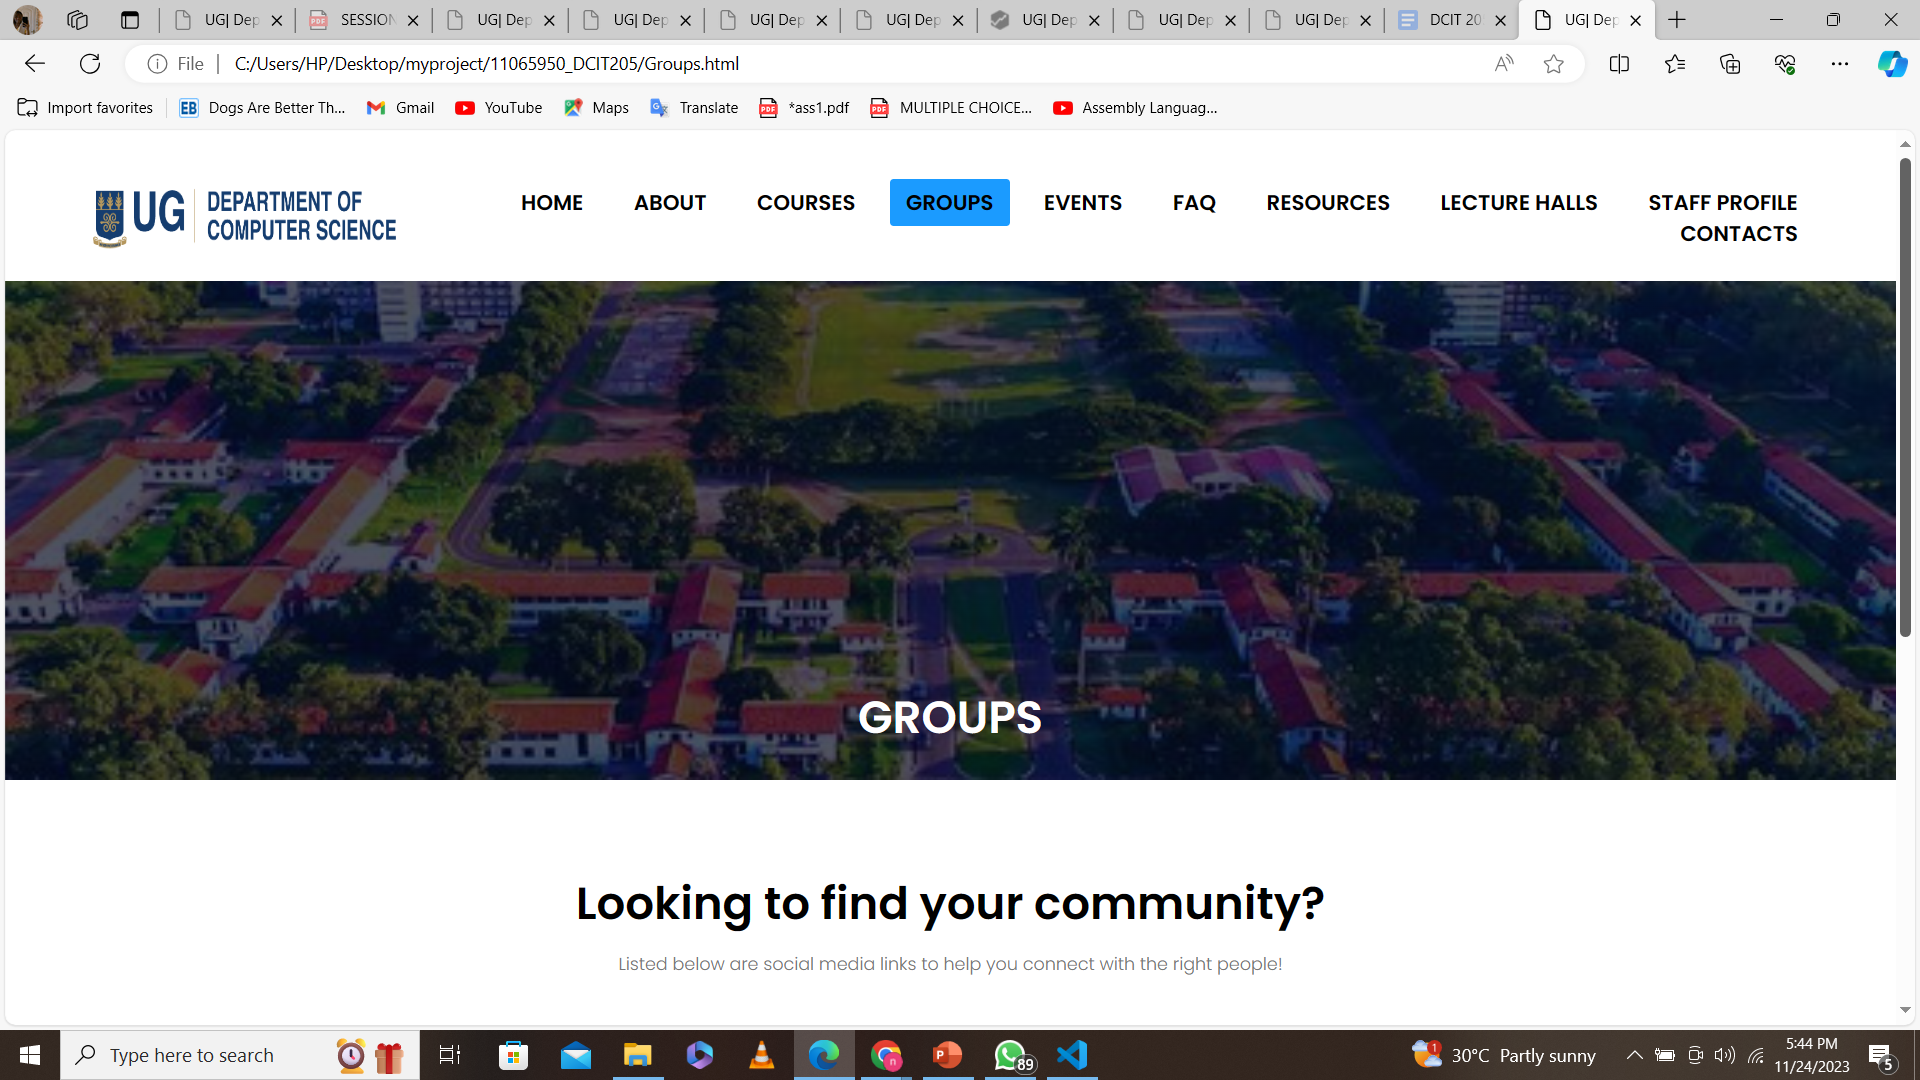 UG| Dep
SESSION
UG| Dep
UG| Dep
UG| Dep
UG| Dep
UG| Dep
UG| Dep
UG| Dep
DCIT 20
UG| Dep
File
C:/Users/HP/Desktop/myproject/11065950_DCIT205/Groups.html
Import favorites
EB
Dogs Are Better Th...
Gmail
YouTube
Maps
Translate
PDF
*ass1.pdf
PDF
MULTIPLE CHOICE...
Assembly Languag...
UG
DEPARTMENT OF
COMPUTER SCIENCE
HOME
ABOUT
COURSES
GROUPS
EVENTS
FAQ
RESOURCES
LECTURE HALLS
STAFF PROFILE
CONTACTS
GROUPS
Looking to find your community?
Listed below are social media links to help you connect with the right people!
Type here to search
89
1
30°C Partly sunny
5:44 PM
11/24/2023
5